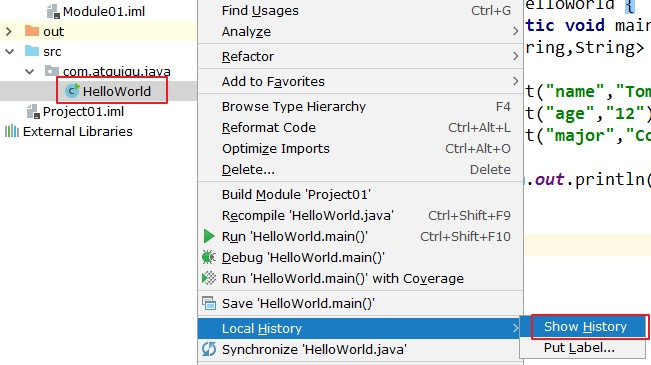 Module01.iml
out
src
com.atguigu.java
HelloWorld
Project01.iml
External Libraries
Find Usages Ctrl+G
Analyze
Refactor
Add to Favorites
Browse Type Hierarchy F4
Reformat Code Ctrl+Alt+L
Optimize Imports Ctrl+Alt+O
Delete...
Build Module 'Project01'
Recompile 'HelloWorld.java' Ctrl+Shift+F9
Run 'HelloWorld.main()' Ctrl+Shift+F10
Debug 'HelloWorld.main()'
Run 'HelloWorld.main()' with Coverage
Save 'HelloWorld.main()'
Local History
Synchronize 'HelloWorld.java'
Show History
Put Label...
elloWorld {
tic void main
ring,String>
t("name","Tom
t("age","12")
t("major","Co
.out.println(